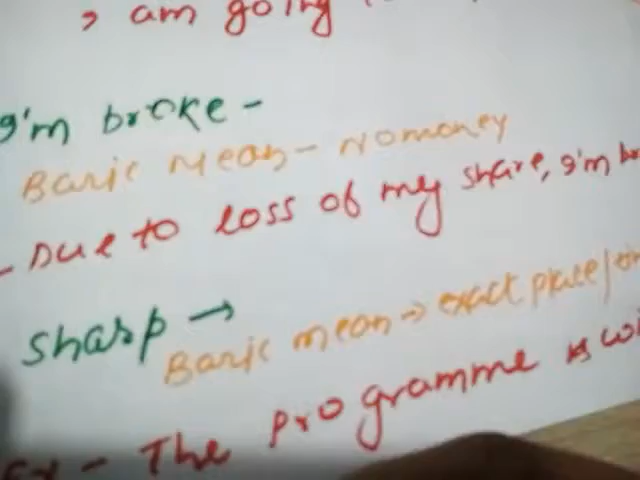 , am going
I'm broke -
Basic Mean - No money
- Due to loss of my share, I'm
Sharp →
Basic mean → exact place/
Ex - The programme is